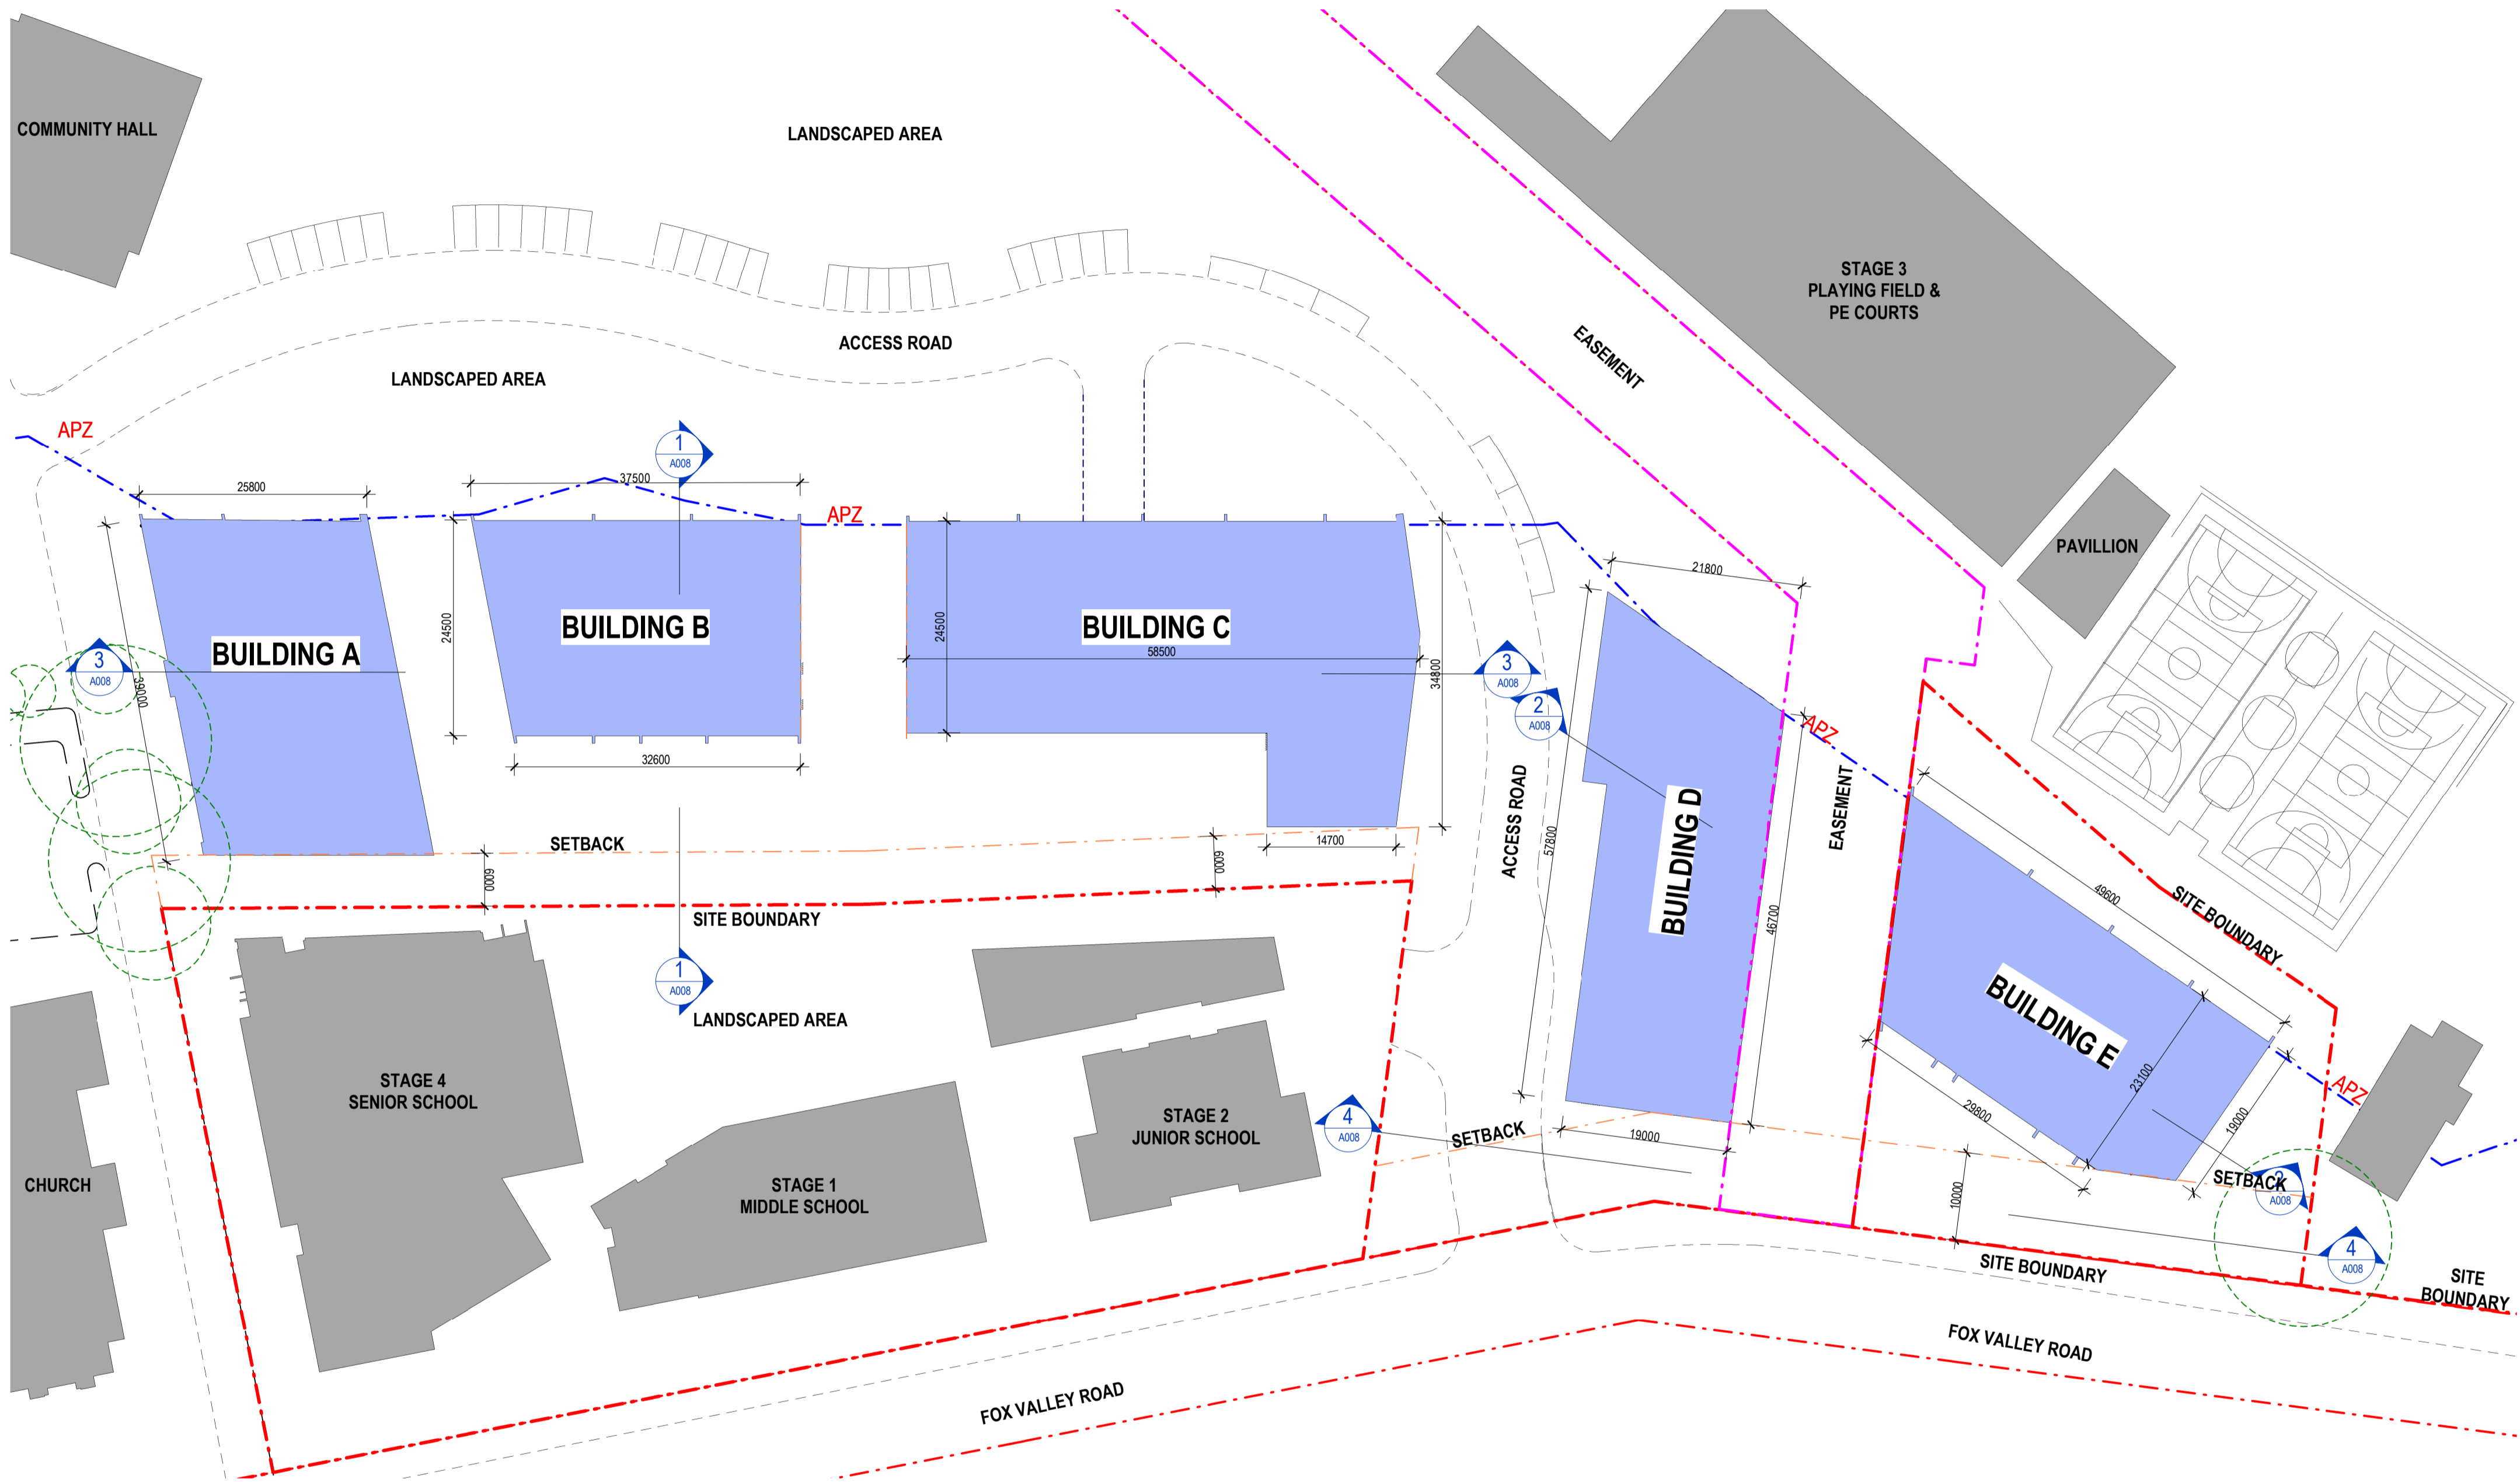 COMMUNITY HALL
LANDSCAPED AREA
STAGE 3
PLAYING FIELD &
PE COURTS
ACCESS ROAD
EASEMENT
LANDSCAPED AREA
APZ
1
A008
37500
25800
APZ
PAVILLION
21800
BUILDING A
BUILDING B
BUILDING C
24500
24500
58500
34800
3
A008
39000
3
A008
2
A008
APZ
32600
ACCESS ROAD
57800
BUILDING D
EASEMENT
46700
SETBACK
14700
6000
6000
49600
SITE BOUNDARY
SITE BOUNDARY
1
A008
LANDSCAPED AREA
BUILDING E
23100
29800
19000
APZ
STAGE 4
SENIOR SCHOOL
STAGE 2
JUNIOR SCHOOL
4
A008
SETBACK
19000
CHURCH
STAGE 1
MIDDLE SCHOOL
10000
SETBACK
2
A008
4
A008
SITE BOUNDARY
SITE
BOUNDARY
FOX VALLEY ROAD
FOX VALLEY ROAD